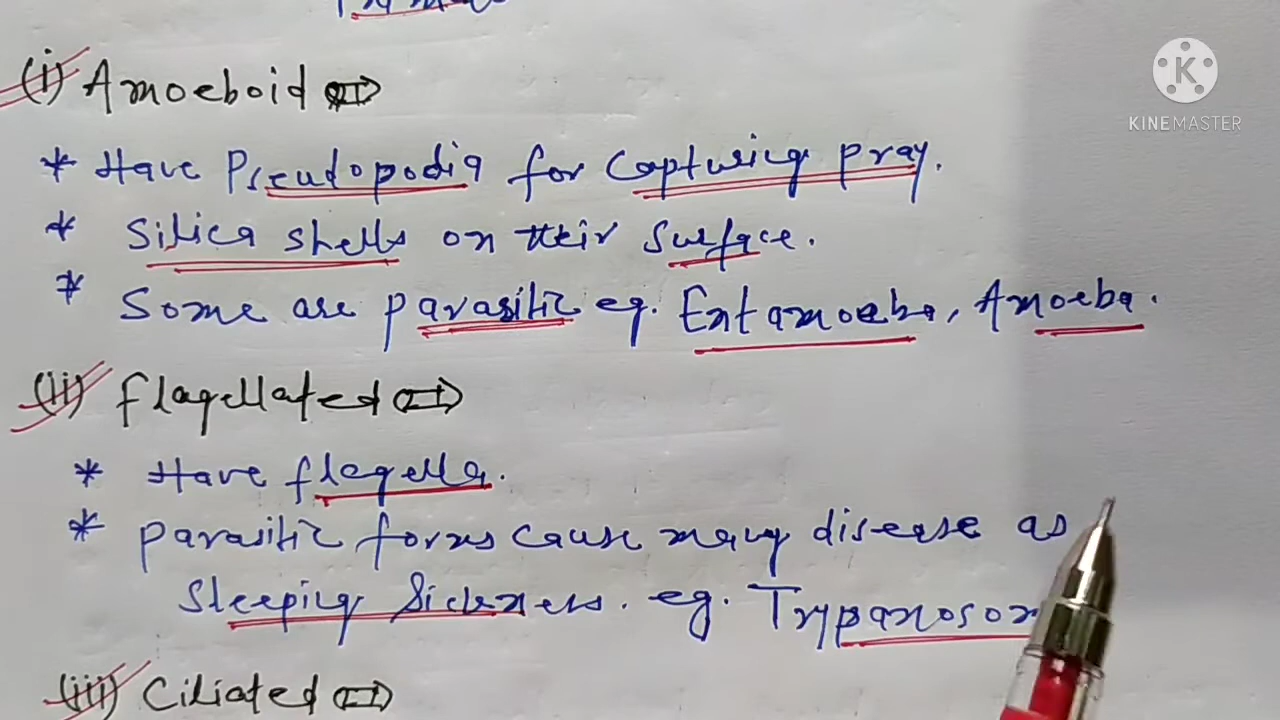 (i) Amoeboid
* Have Pseudopodia for Capturing pray.
* Silica shells on their surface.
* Some are parasitic eg. Entamoeba, Amoeba.
(ii) Flagellated
* Have flagella.
* Parasitic forms cause many disease as
Sleeping Sickness. eg. Trypanosom
(iii) Ciliated
K
KINEMASTER